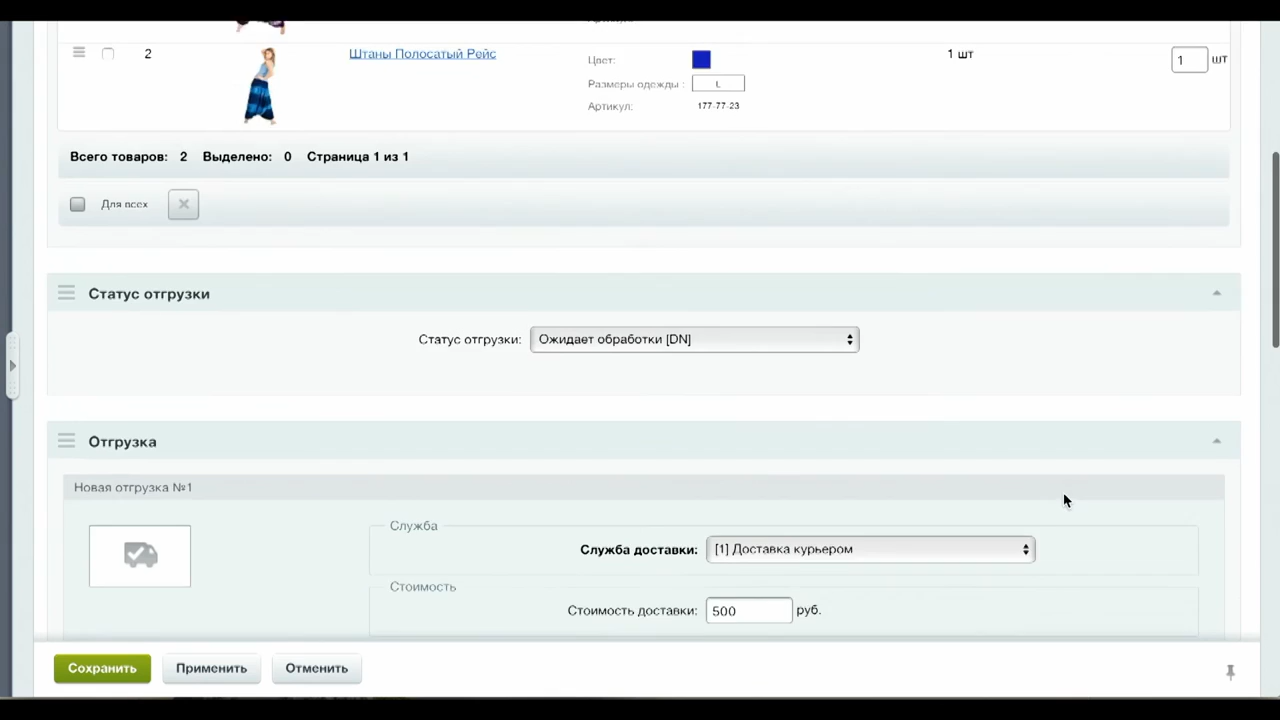 2 Штаны Полосатый Рейс Цвет: 1 шт 1 шт
Размеры одежды : L
Артикул: 177-77-23
Всего товаров: 2 Выделено: 0 Страница 1 из 1
Для всех
Статус отгрузки
Статус отгрузки: Ожидает обработки [DN]
Отгрузка
Новая отгрузка №1
Служба
Служба доставки: [1] Доставка курьером
Стоимость
Стоимость доставки: 500 руб.
Сохранить Применить Отменить